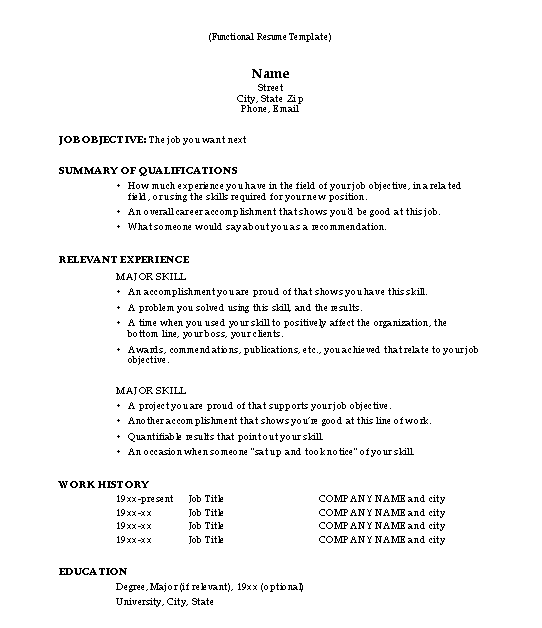 (Functional Resume Template)
Name
Street
City, State Zip
Phone, Email
JOB OBJECTIVE: The job you want next
SUMMARY OF QUALIFICATIONS
• How much experience you have in the field of your job objective, in a related
field, or using the skills required for your new position.
• An overall career accomplishment that shows you'd be good at this job.
• What someone would say about you as a recommendation.
RELEVANT EXPERIENCE
MAJOR SKILL
• An accomplishment you are proud of that shows you have this skill.
• A problem you solved using this skill, and the results.
• A time when you used your skill to positively affect the organization, the
bottom line, your boss, your clients.
• Awards, commendations, publications, etc., you achieved that relate to your job
objective.
MAJOR SKILL
• A project you are proud of that supports your job objective.
• Another accomplishment that shows you're good at this line of work.
• Quantifiable results that point out your skill.
• An occasion when someone "sat up and took notice" of your skill.
WORK HISTORY
19xx-present Job Title COMPANY NAME and city
19xx-xx Job Title COMPANY NAME and city
19xx-xx Job Title COMPANY NAME and city
19xx-xx Job Title COMPANY NAME and city
EDUCATION
Degree, Major (if relevant), 19xx (optional)
University, City, State